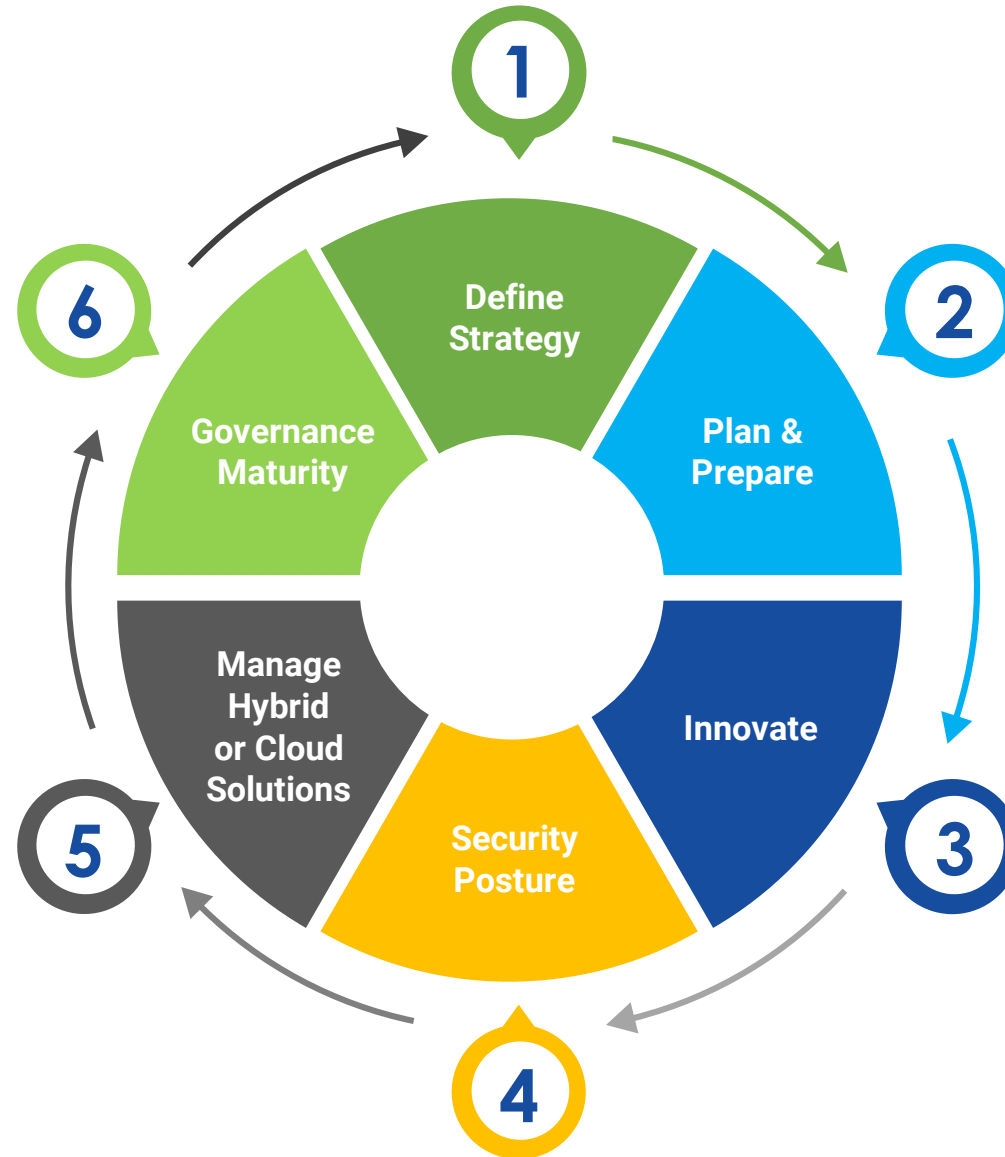 1
Define
Strategy
2
Plan &
Prepare
3
Innovate
4
Security
Posture
5
Manage
Hybrid
or Cloud
Solutions
6
Governance
Maturity